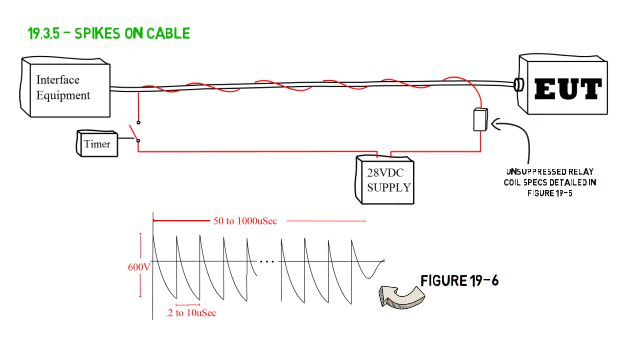 19.3.5 - SPIKES ON CABLE
Interface
Equipment
EUT
Timer
28VDC
SUPPLY
UNSUPPRESSED RELAY
COIL SPECS DETAILED IN
FIGURE 19-5
50 to 1000uSec
600V
.2 to 10uSec
FIGURE 19-6